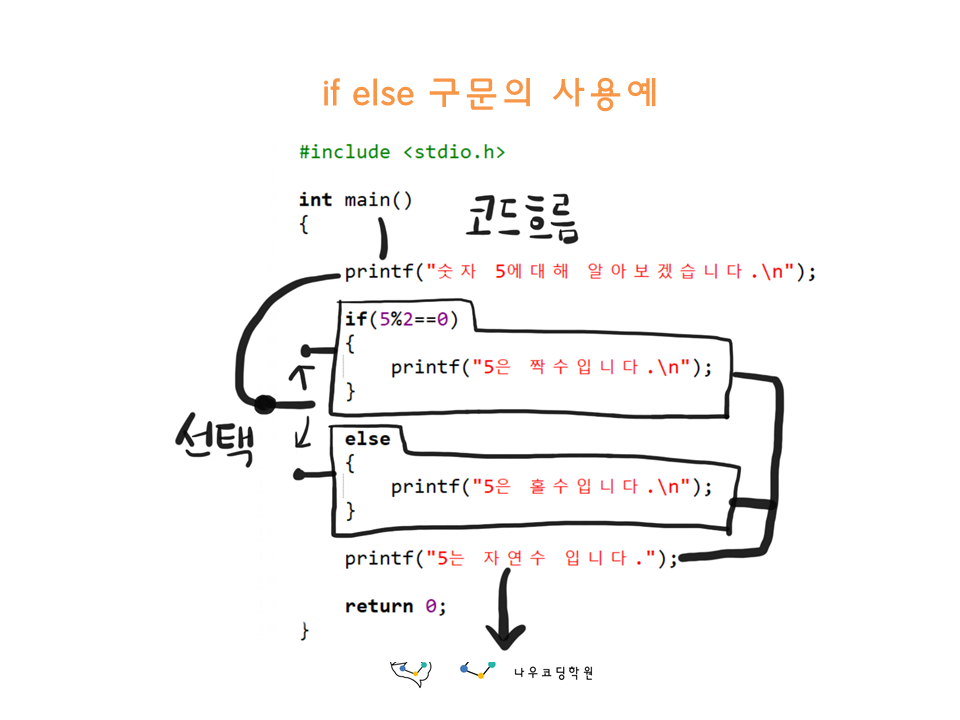 if else 구문의 사용예
#include <stdio.h>
int main()
{
코드흐름
printf("숫자 5에대해 알아보겠습니다.\n");
if(5%2==0)
{
printf("5은 짝수입니다.\n");
}
선택
else
{
printf("5은 홀수입니다.\n");
}
printf("5는 자연수 입니다.");
return 0;
}
나우코딩학원